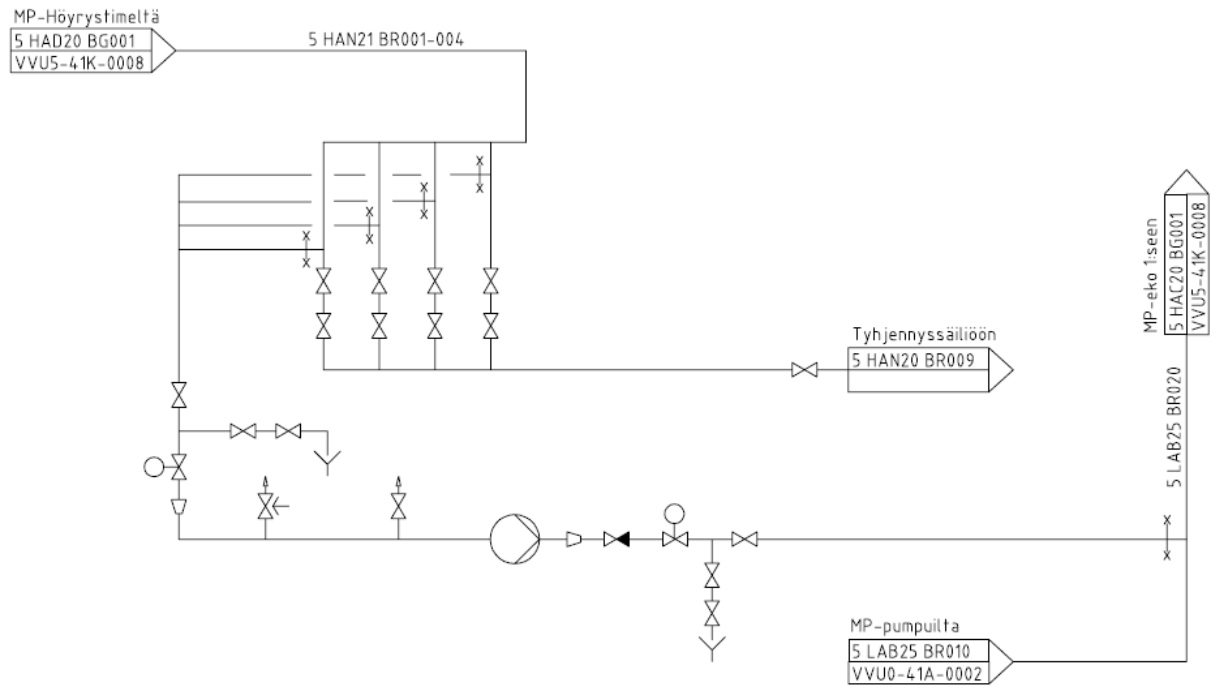 MP-Höyrystimeltä
5 HAD20 BG001
VVU5-41K-0008
5 HAN21 BR001-004
MP-eko 1:seen
5 HAC20 BG001
VVU5-41K-0008
Tyhjennyssäiliöön
5 HAN20 BR009
5 LAB25 BR020
MP-pumpuilta
5 LAB25 BR010
VVU0-41A-0002